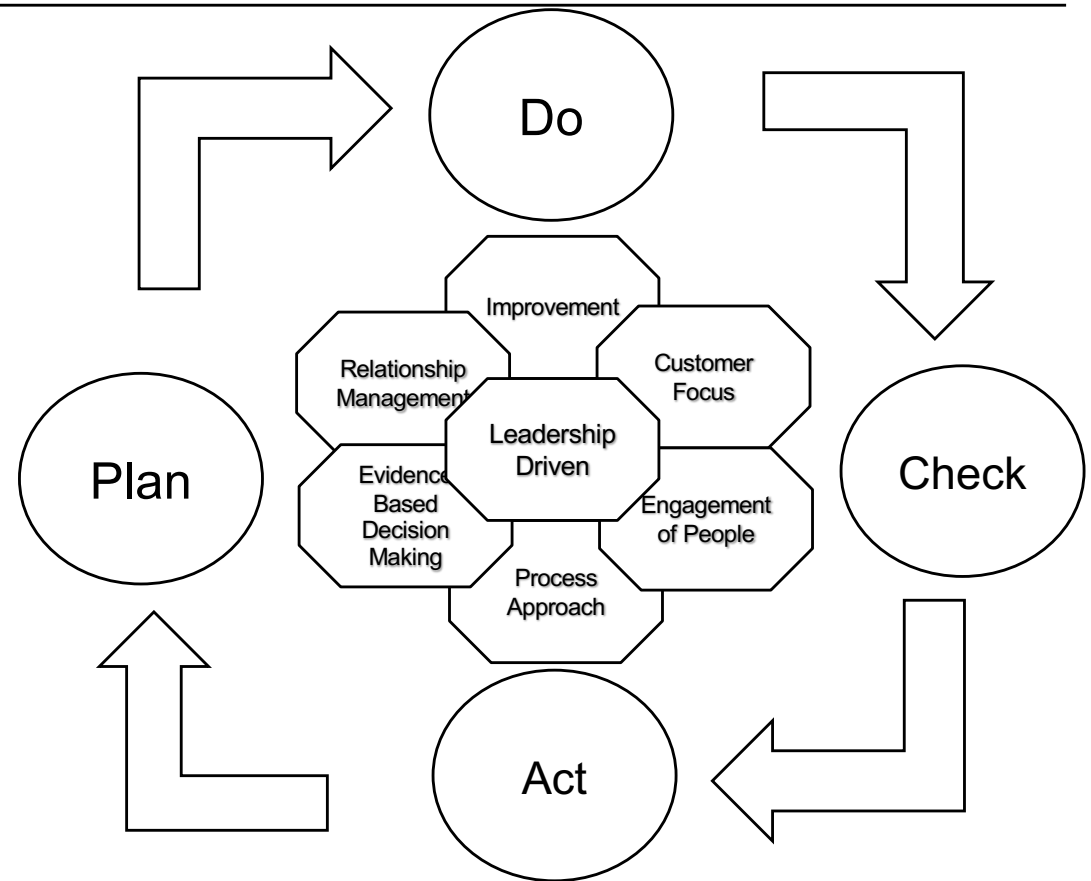 Do
Improvement
Relationship
Management
Customer
Focus
Leadership
Driven
Plan
Check
Evidence
Based
Decision
Making
Engagement
of People
Process
Approach
Act